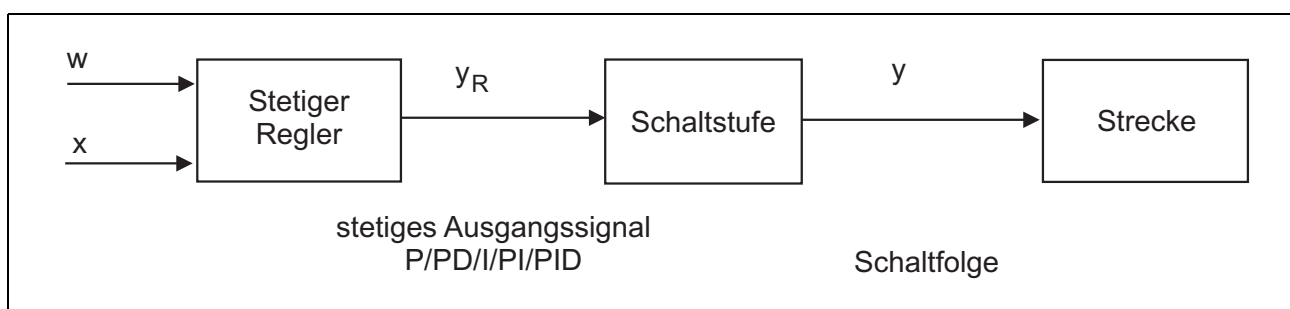 w
x
Stetiger
Regler
y_R
Schaltstufe
y
Strecke
stetiges Ausgangssignal
P/PD/I/PI/PID
Schaltfolge